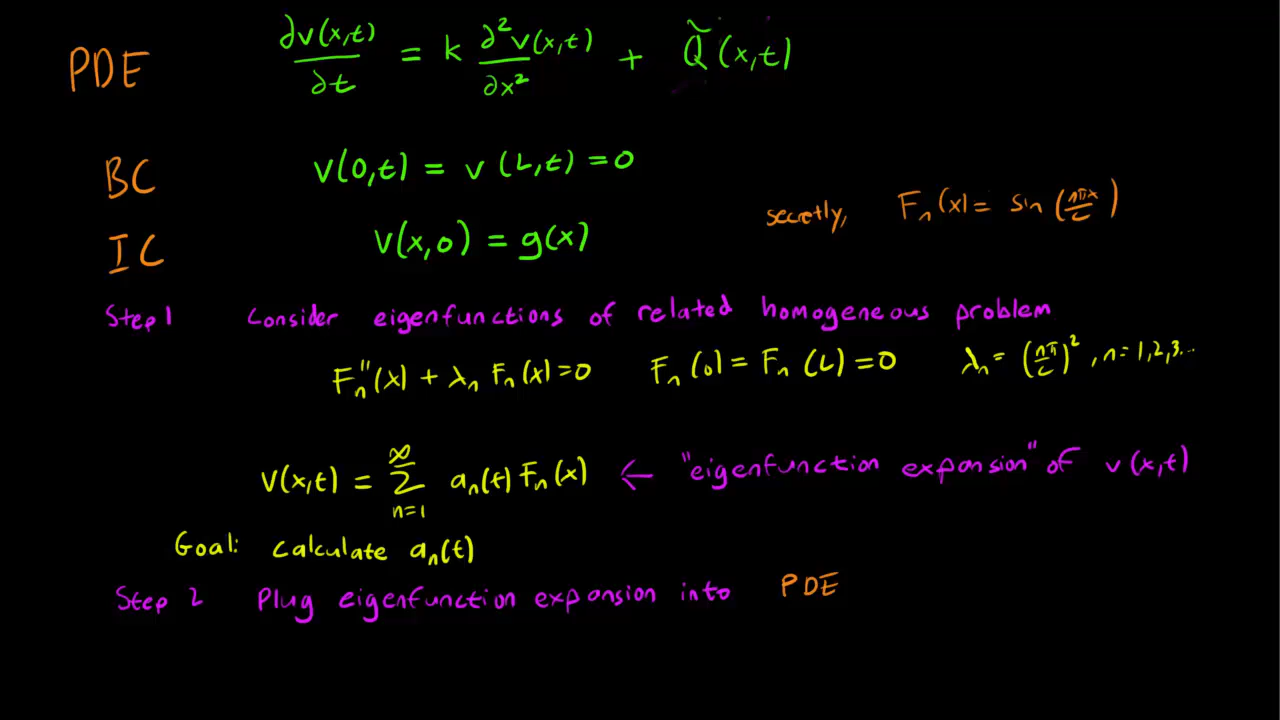 PDE ∂v(x,t)/∂t = k ∂²v(x,t)/∂x² + Q̃(x,t)
BC v(0,t) = v(L,t) = 0
secretly, Fₙ(x) = sin(nπx/L)
IC v(x,0) = g(x)
Step 1 Consider eigenfunctions of related homogeneous problem
Fₙ''(x) + λₙ Fₙ(x) = 0 Fₙ(0) = Fₙ(L) = 0 λₙ = (nπ/L)², n = 1,2,3...
v(x,t) = ∑_{n=1}^{∞} aₙ(t) Fₙ(x) ← "eigenfunction expansion" of v(x,t)
Goal: calculate aₙ(t)
Step 2 Plug eigenfunction expansion into PDE